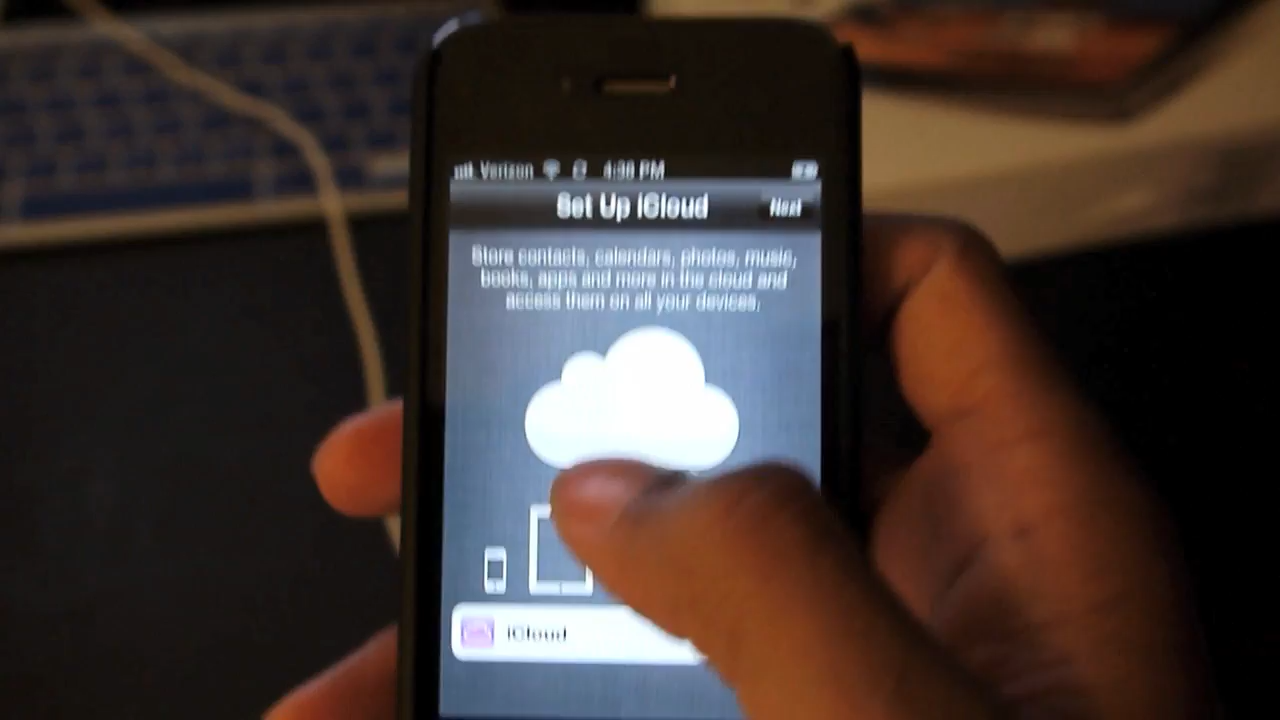 Verizon 4:36 PM
Set Up iCloud Next
Store contacts, calendars, photos, music,
books, apps and more in the cloud and
access them on all your devices.
iCloud